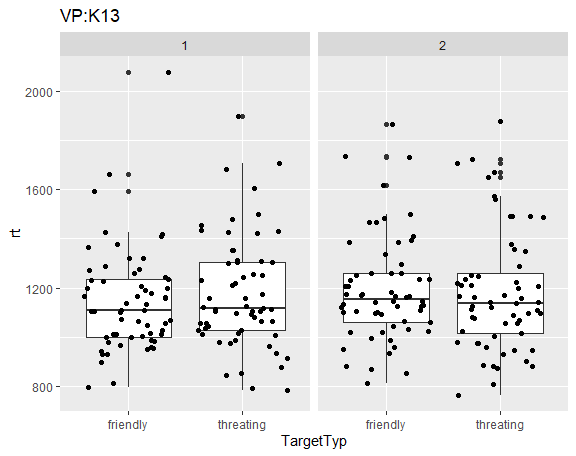 VP:K13
1
2
rt
2000
1600
1200
800
friendly
threating
friendly
threating
TargetTyp